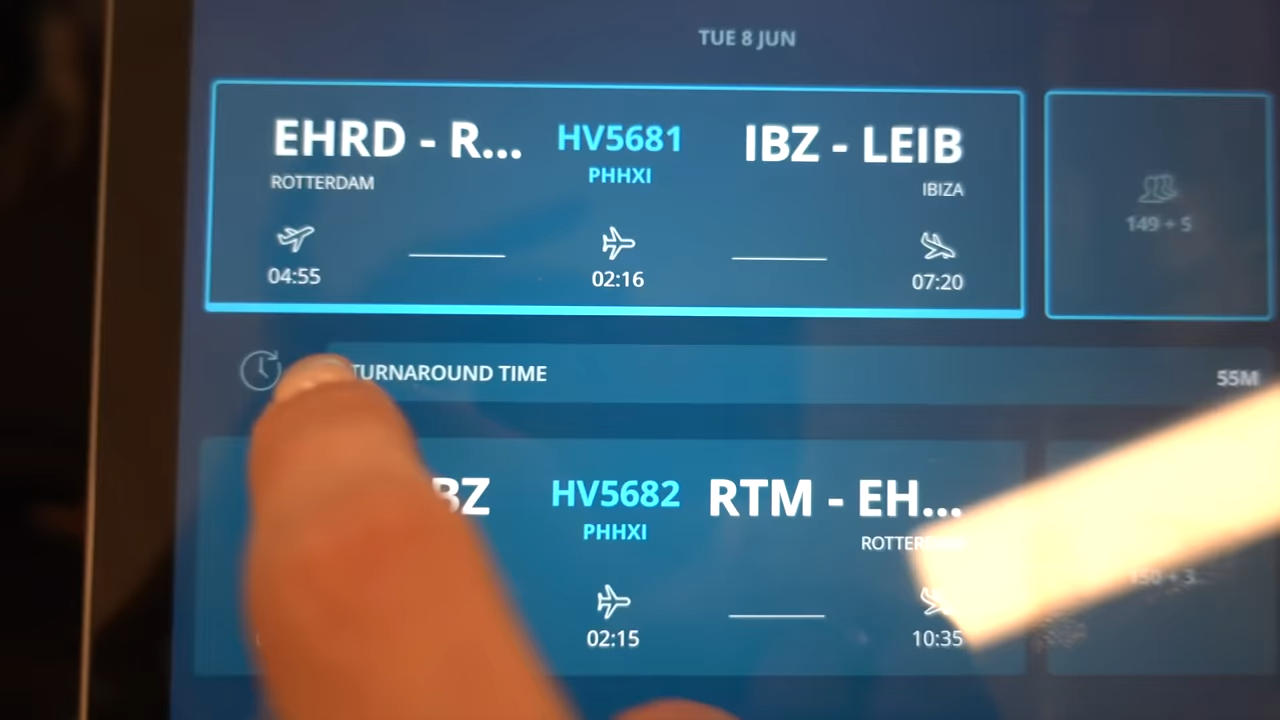 TUE 8 JUN
EHRD - R... HV5681 IBZ - LEIB
ROTTERDAM PHHXI IBIZA
149 + 5
04:55 02:16 07:20
TURNAROUND TIME 55M
BZ HV5682 RTM - EH...
PHHXI
02:15 10:35